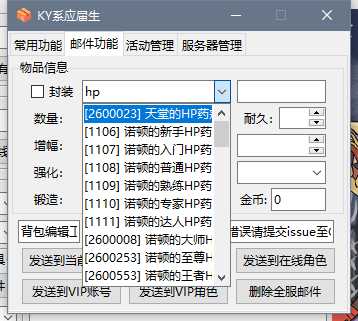 KY系应届生
常用功能 邮件功能 活动管理 服务器管理
物品信息
封装 hp
[2600023] 天堂的HP药
数量: 耐久:
[1106] 诺顿的新手HP药
[1107] 诺顿的入门HP药
增幅:
[1108] 诺顿的普通HP药
强化:
[1109] 诺顿的熟练HP药
[1110] 诺顿的专家HP药
锻造: 金币: 0
[1111] 诺顿的达人HP药
背包编辑 错误请提交issue至
[2600008] 诺顿的大师H
[2600253] 诺顿的至尊H
发送到当前 发送到在线角色
[2600553] 诺顿的王者H
发送到VIP账号 发送到VIP角色 删除全服邮件